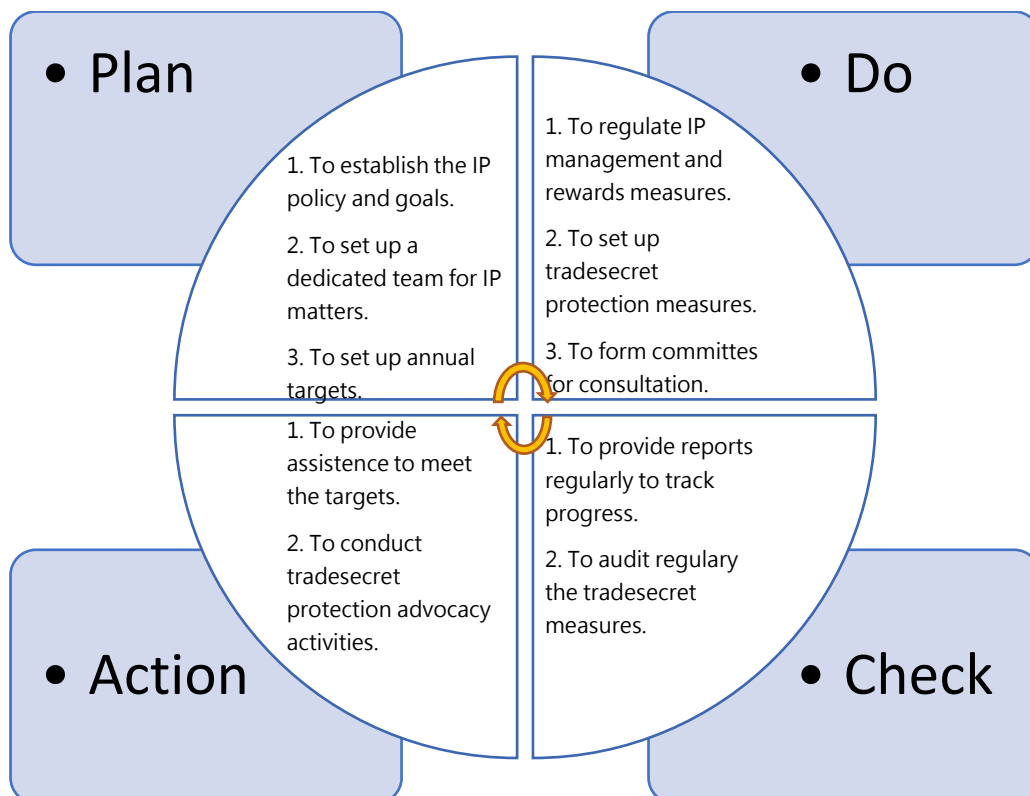 • Plan
1. To establish the IP
policy and goals.
2. To set up a
dedicated team for IP
matters.
3. To set up annual
targets.
• Do
1. To regulate IP
management and
rewards measures.
2. To set up
tradesecret
protection measures.
3. To form committes
for consultation.
• Action
1. To provide
assistence to meet
the targets.
2. To conduct
tradesecret
protection advocacy
activities.
• Check
1. To provide reports
regularly to track
progress.
2. To audit regulary
the tradesecret
measures.